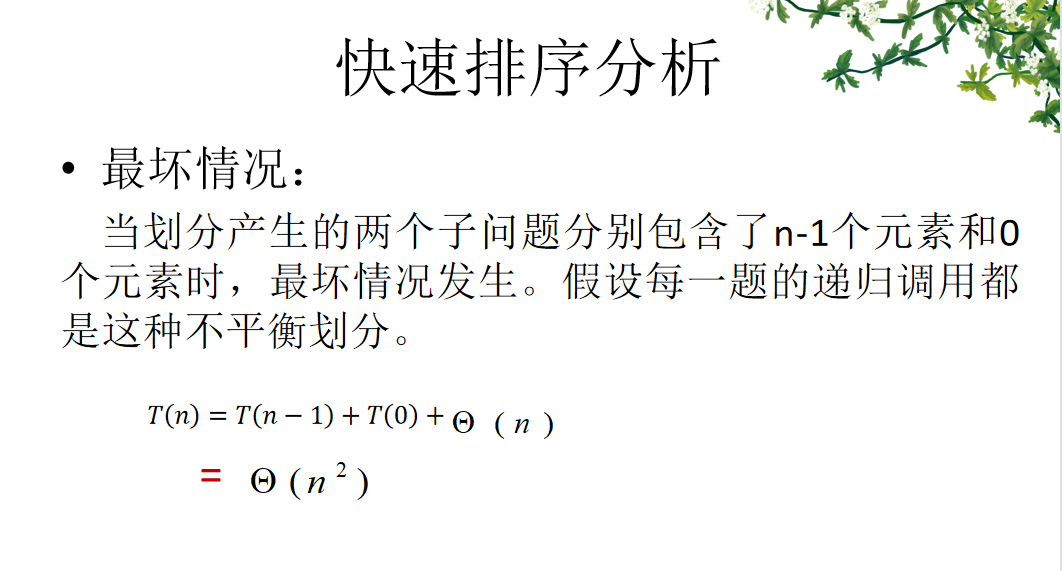 快速排序分析
• 最坏情况：
当划分产生的两个子问题分别包含了n-1个元素和0
个元素时，最坏情况发生。假设每一题的递归调用都
是这种不平衡划分。
T(n) = T(n − 1) + T(0) + Θ ( n )
= Θ ( n ² )